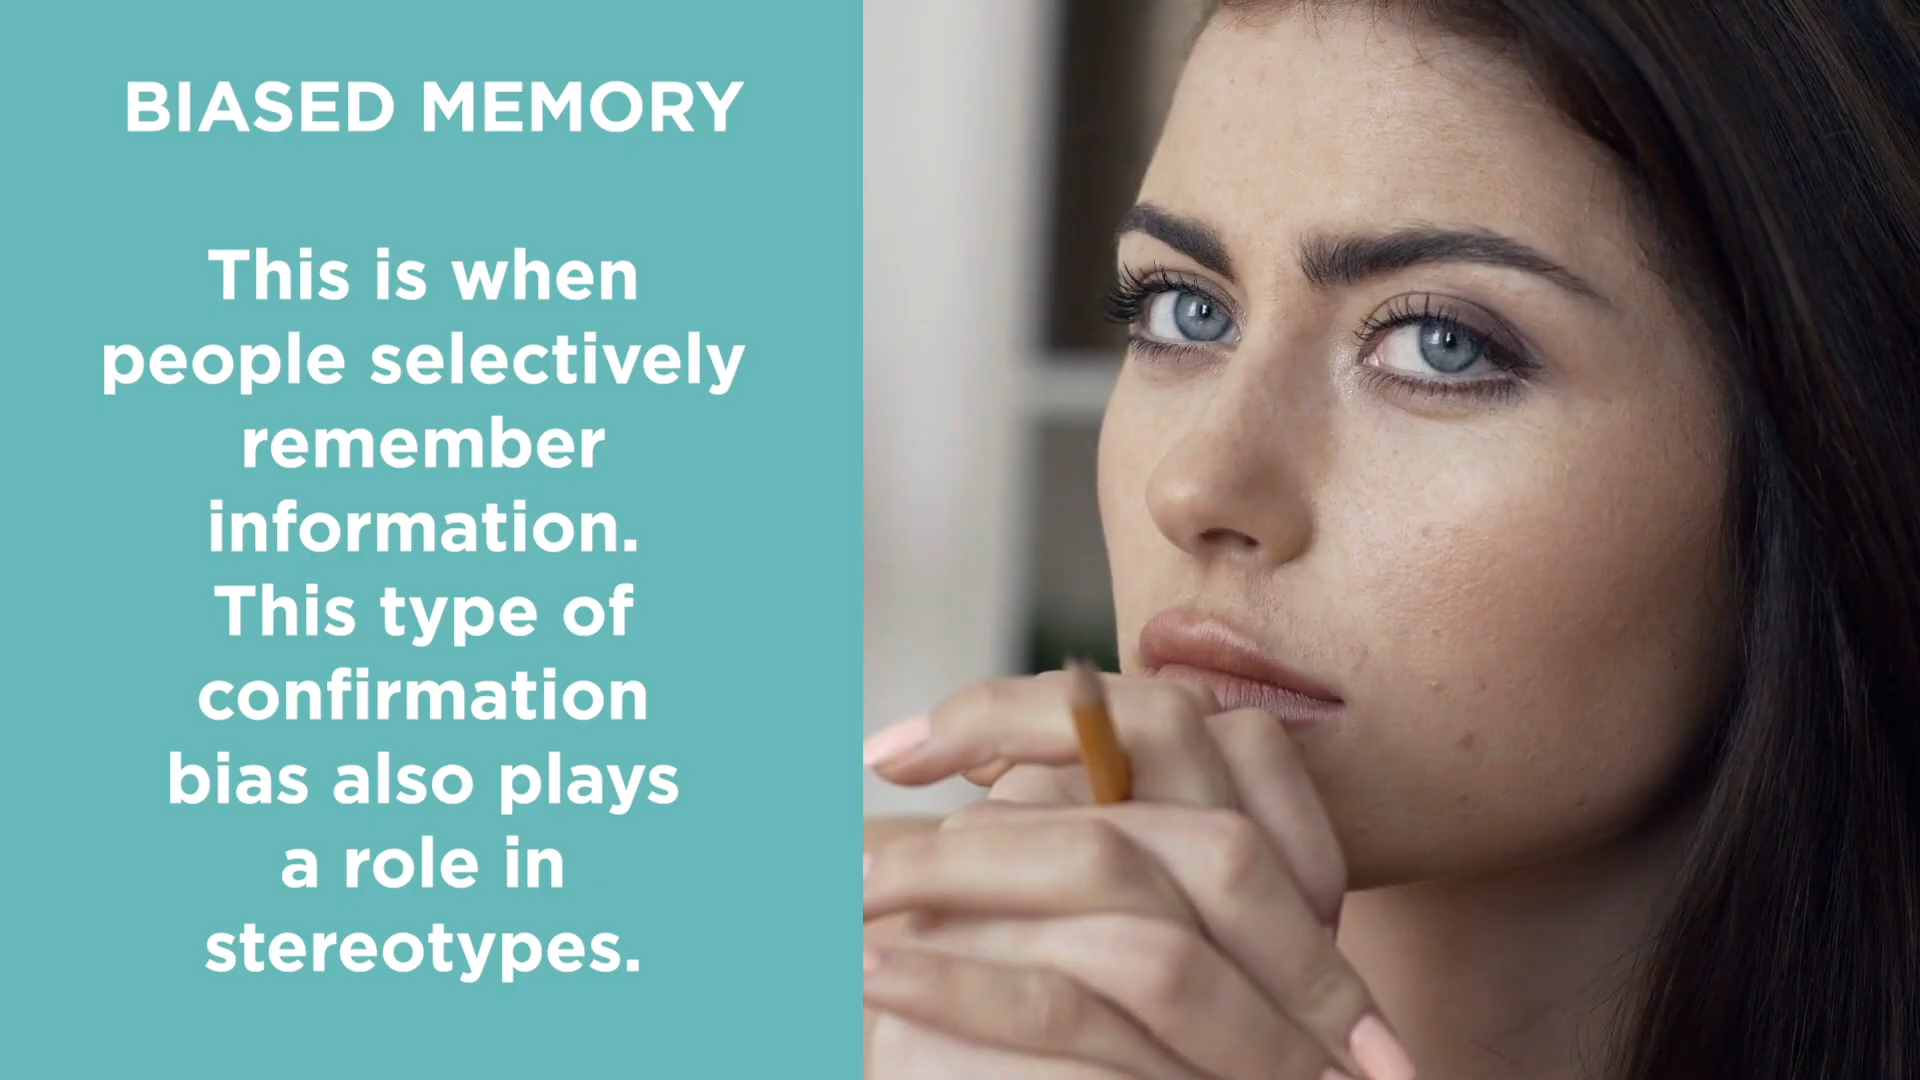 BIASED MEMORY
This is when
people selectively
remember
information.
This type of
confirmation
bias also plays
a role in
stereotypes.